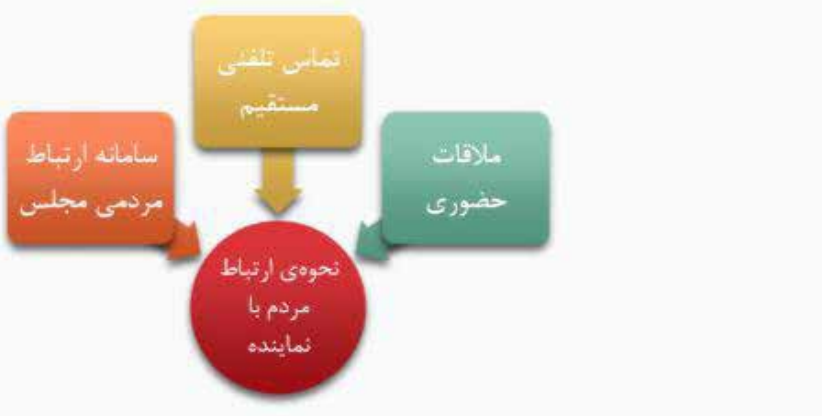 تماس تلفنی
مستقیم
ملاقات
حضوری
سامانه ارتباط
مردمی مجلس
نحوه‌ی ارتباط
مردم با
نماینده